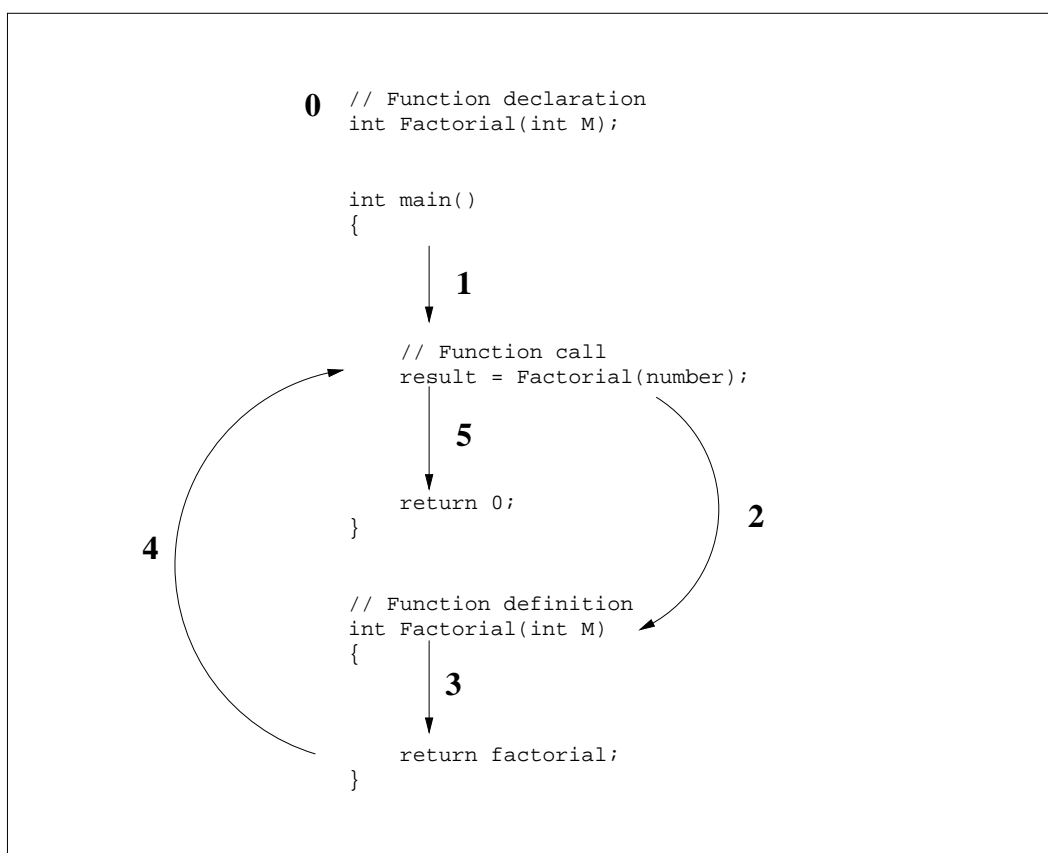 0
// Function declaration
int Factorial(int M);
int main()
{
1
// Function call
result = Factorial(number);
5
return 0;
}
2
4
// Function definition
int Factorial(int M)
{
3
return factorial;
}